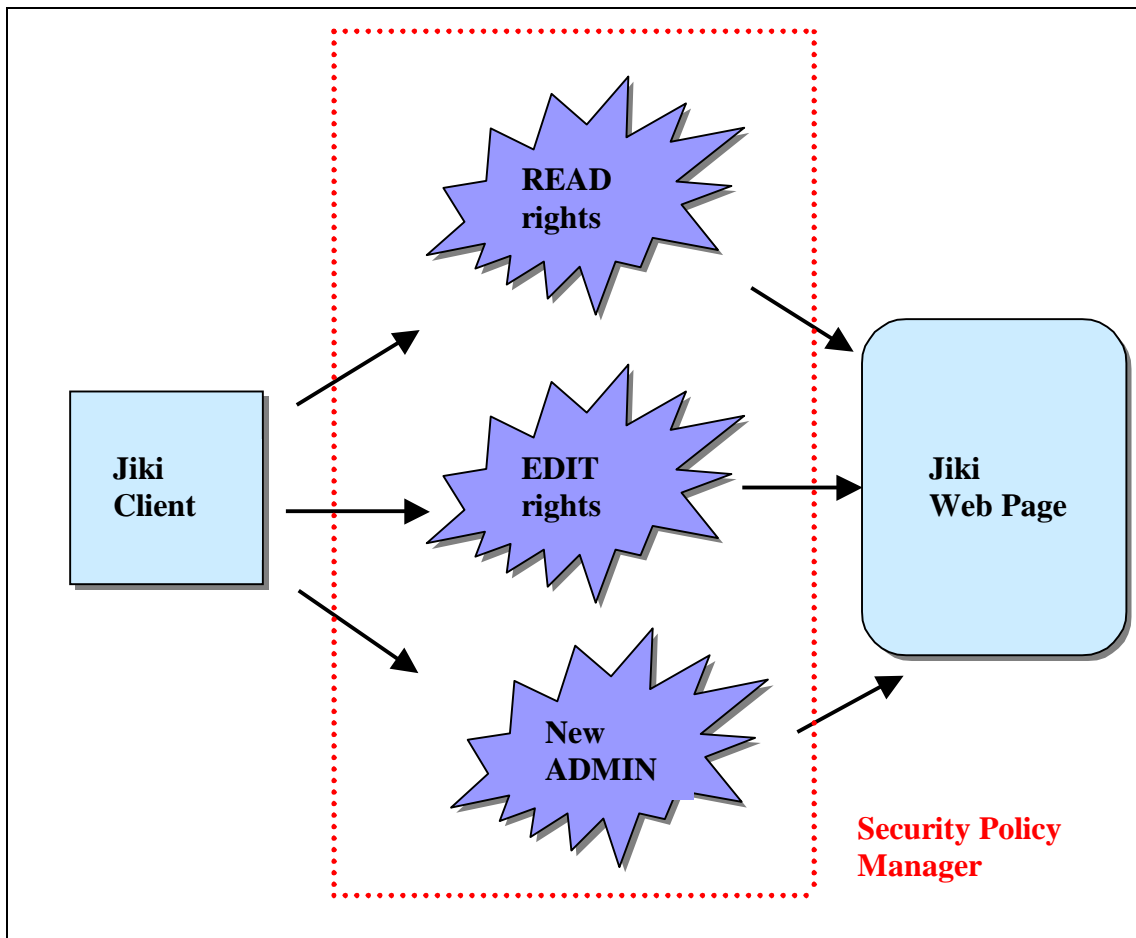 READ
rights
Jiki
Client
EDIT
rights
Jiki
Web Page
New
ADMIN
Security Policy
Manager